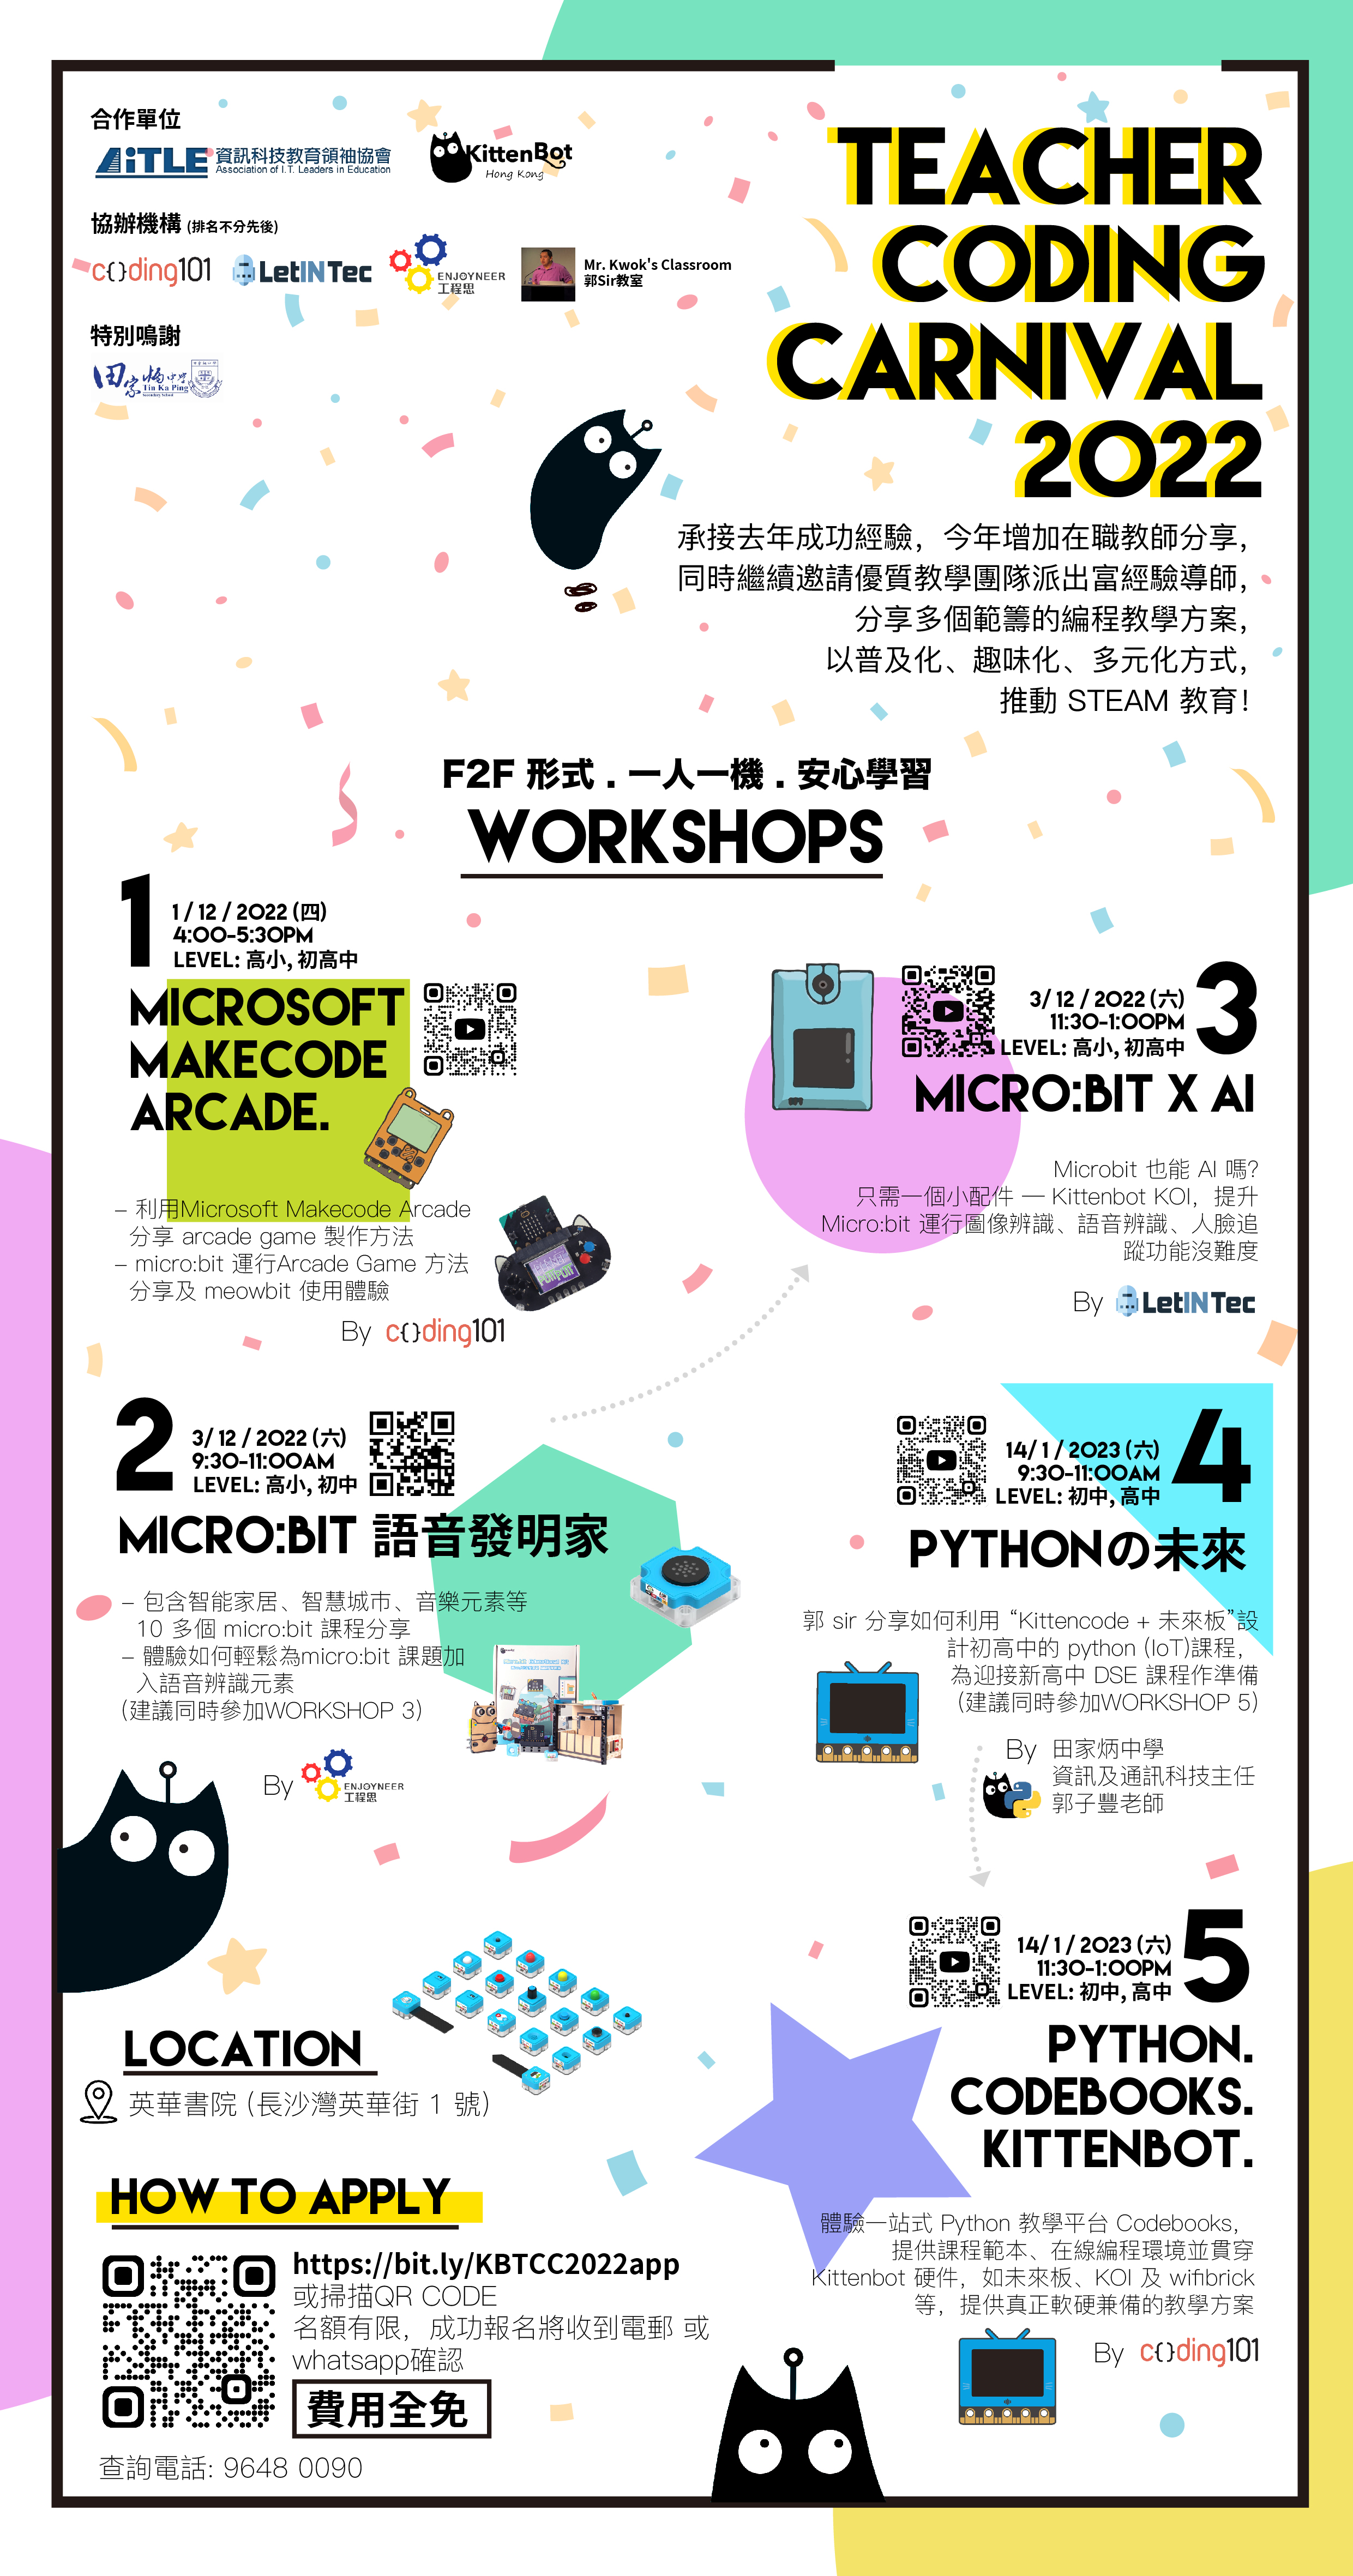 合作單位
AiTLE 資訊科技教育領袖協會
Association of I.T. Leaders in Education
KittenBot
Hong Kong
協辦機構 (排名不分先後)
c{}ding101
LetINTec
ENJOYNEER
工程思
Mr. Kwok's Classroom
郭Sir教室
特別鳴謝
田家炳中學
Tin Ka Ping
Secondary School
TEACHER
CODING
CARNIVAL
2022
承接去年成功經驗，今年增加在職教師分享，
同時繼續邀請優質教學團隊派出富經驗導師，
分享多個範籌的編程教學方案，
以普及化、趣味化、多元化方式，
推動 STEAM 教育！
F2F 形式 . 一人一機 . 安心學習
WORKSHOPS
1
1 / 12 / 2022 (四)
4:00-5:30PM
LEVEL: 高小, 初高中
MICROSOFT
MAKECODE
ARCADE.
– 利用Microsoft Makecode Arcade
分享 arcade game 製作方法
– micro:bit 運行Arcade Game 方法
分享及 meowbit 使用體驗
By c{}ding101
2
3/ 12 / 2022 (六)
9:30-11:00AM
LEVEL: 高小, 初中
MICRO:BIT 語音發明家
– 包含智能家居、智慧城市、音樂元素等
10 多個 micro:bit 課程分享
– 體驗如何輕鬆為micro:bit 課題加
入語音辨識元素
(建議同時參加WORKSHOP 3)
By ENJOYNEER
工程思
3
3/ 12 / 2022 (六)
11:30-1:00PM
LEVEL: 高小, 初高中
MICRO:BIT X AI
Microbit 也能 AI 嗎?
只需一個小配件 — Kittenbot KOI，提升
Micro:bit 運行圖像辨識、語音辨識、人臉追
蹤功能沒難度
By LetINTec
4
14/ 1 / 2023 (六)
9:30-11:00AM
LEVEL: 初中, 高中
PYTHONの未來
郭 sir 分享如何利用 “Kittencode + 未來板”設
計初高中的 python (IoT)課程，
為迎接新高中 DSE 課程作準備
(建議同時參加WORKSHOP 5)
By 田家炳中學
資訊及通訊科技主任
郭子豐老師
5
14/ 1 / 2023 (六)
11:30-1:00PM
LEVEL: 初中, 高中
PYTHON.
CODEBOOKS.
KITTENBOT.
體驗一站式 Python 教學平台 Codebooks，
提供課程範本、在線編程環境並貫穿
Kittenbot 硬件，如未來板、KOI 及 wifibrick
等，提供真正軟硬兼備的教學方案
By c{}ding101
LOCATION
英華書院 (長沙灣英華街 1 號)
HOW TO APPLY
https://bit.ly/KBTCC2022app
或掃描QR CODE
名額有限，成功報名將收到電郵 或
whatsapp確認
費用全免
查詢電話: 9648 0090